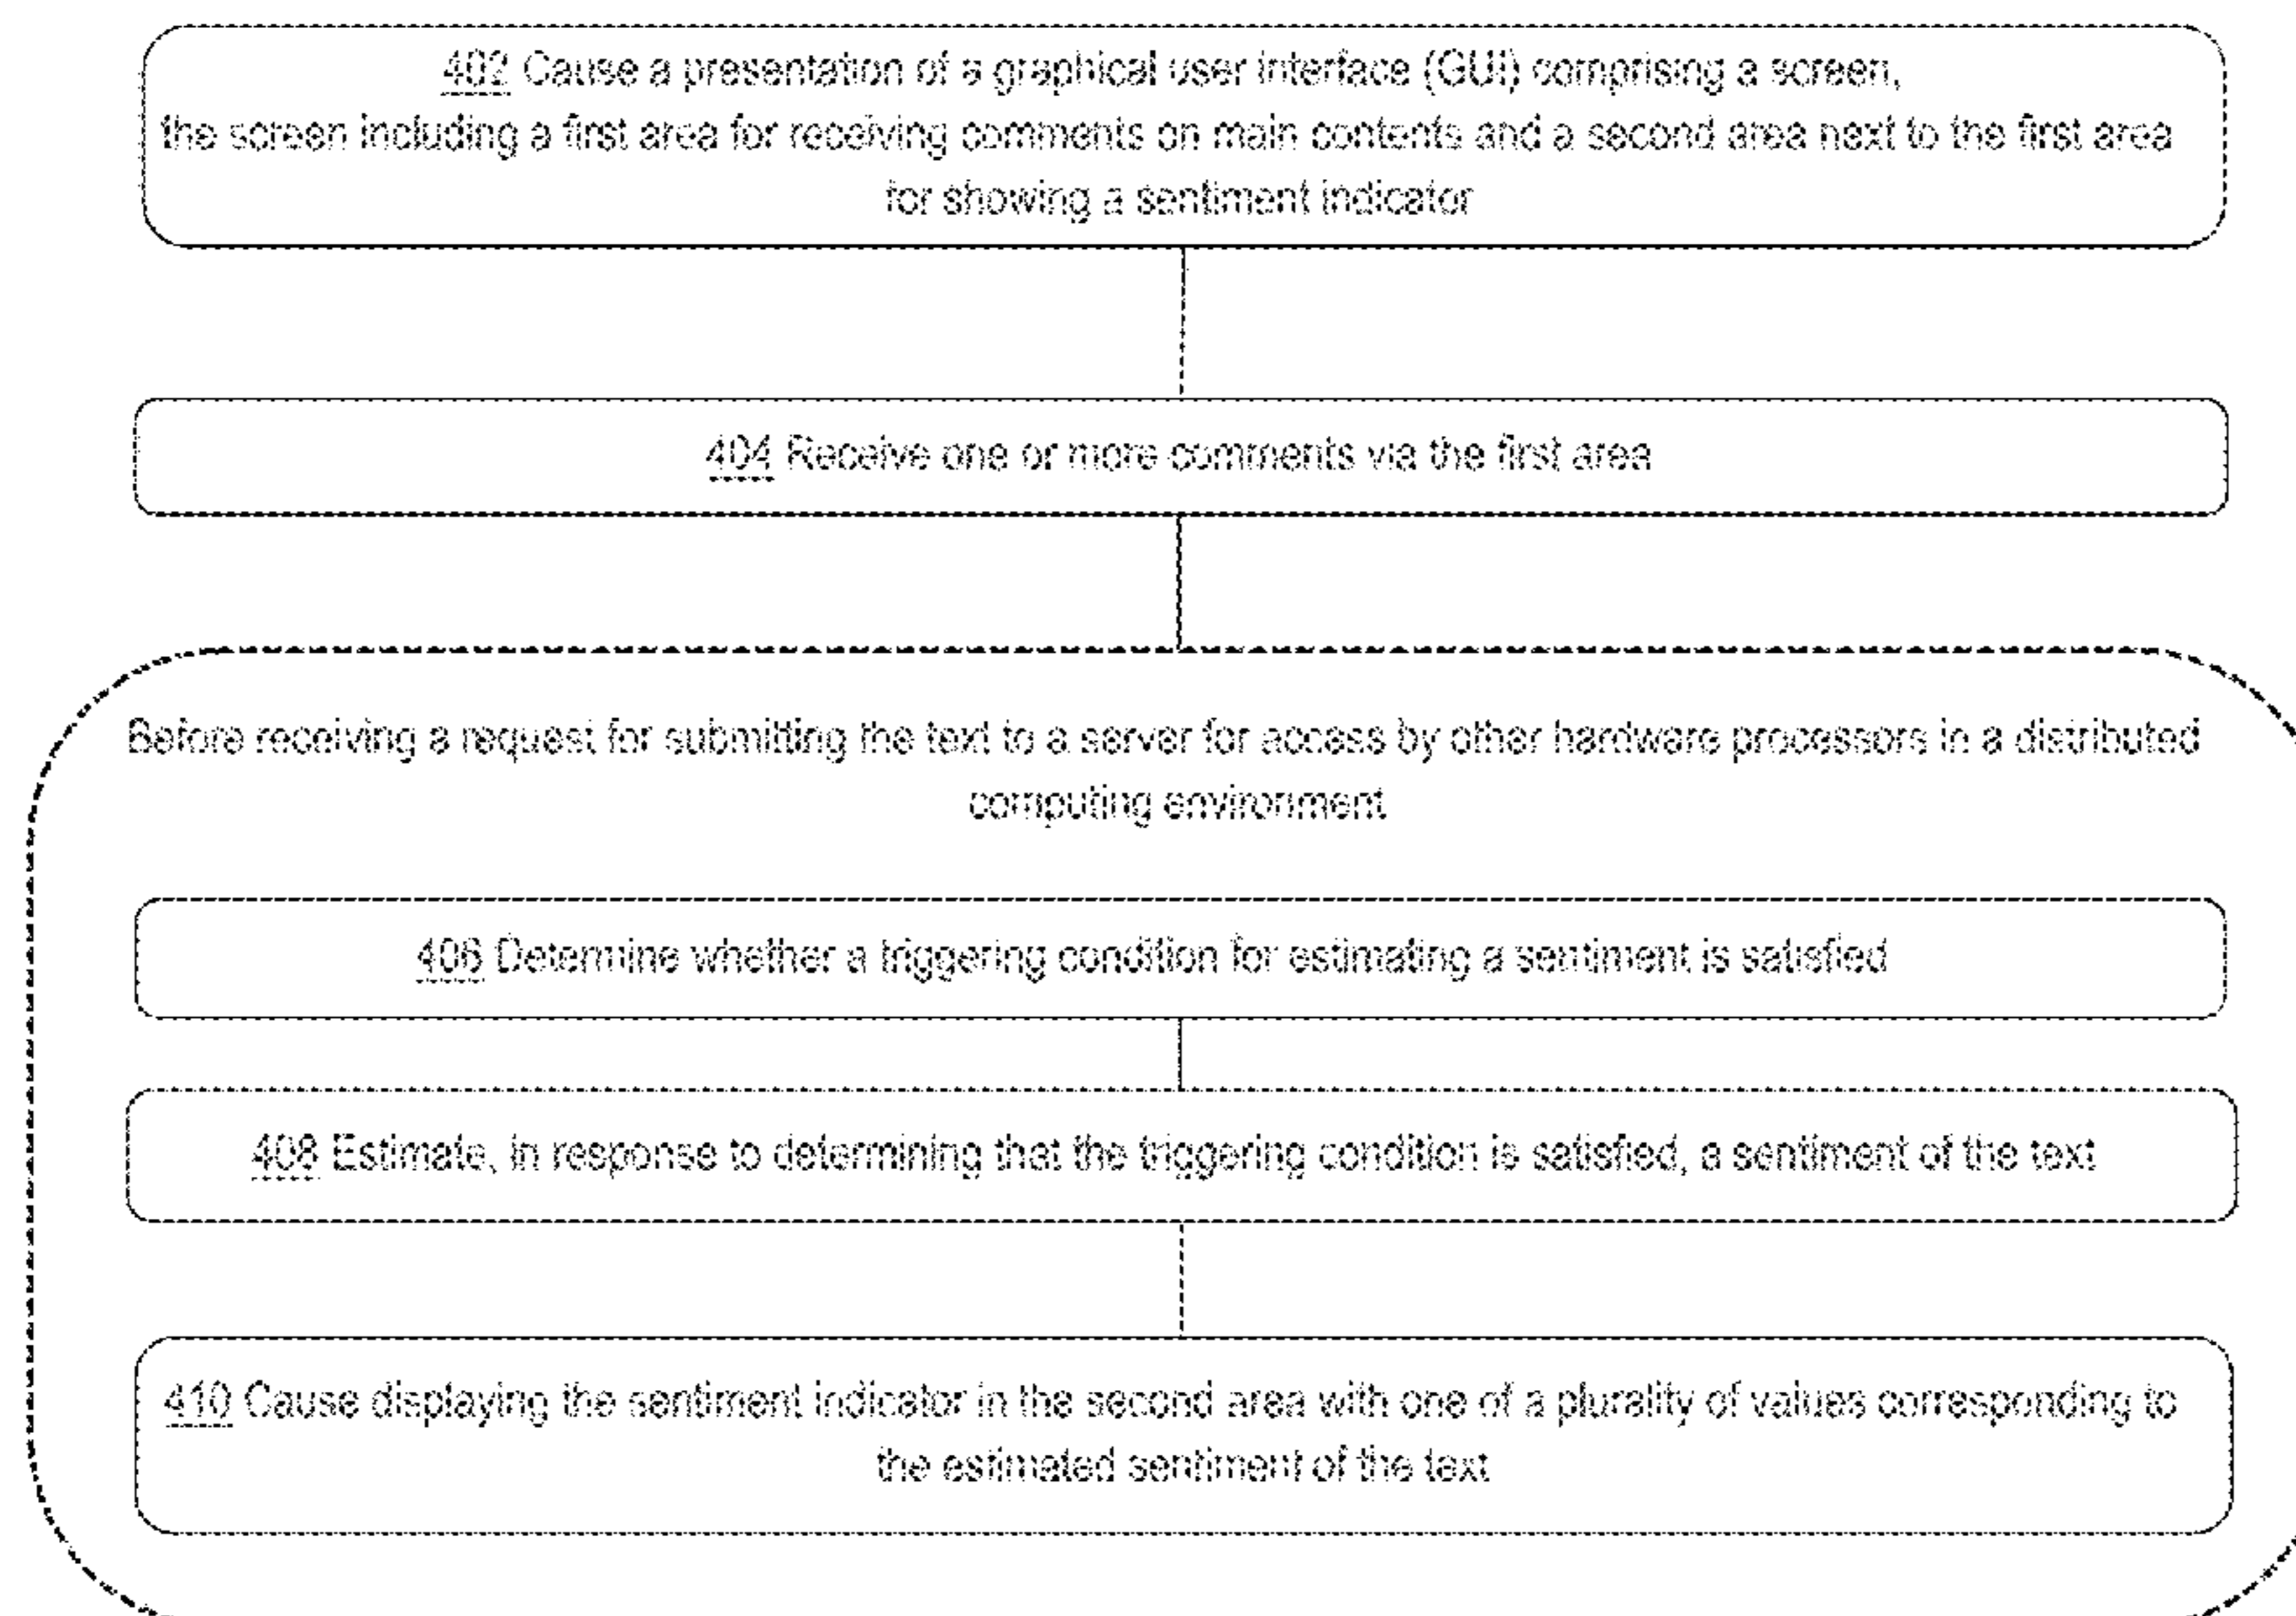 402 Cause a presentation of a graphical user interface (GUI) comprising a screen,
the screen including a first area for receiving comments on main contents and a second area next to the first area
for showing a sentiment indicator
404 Receive one or more comments via the first area
Before receiving a request for submitting the text to a server for access by other hardware processors in a distributed
computing environment
406 Determine whether a triggering condition for estimating a sentiment is satisfied
408 Estimate, in response to determining that the triggering condition is satisfied, a sentiment of the text
410 Cause displaying the sentiment indicator in the second area with one of a plurality of values corresponding to
the estimated sentiment of the text